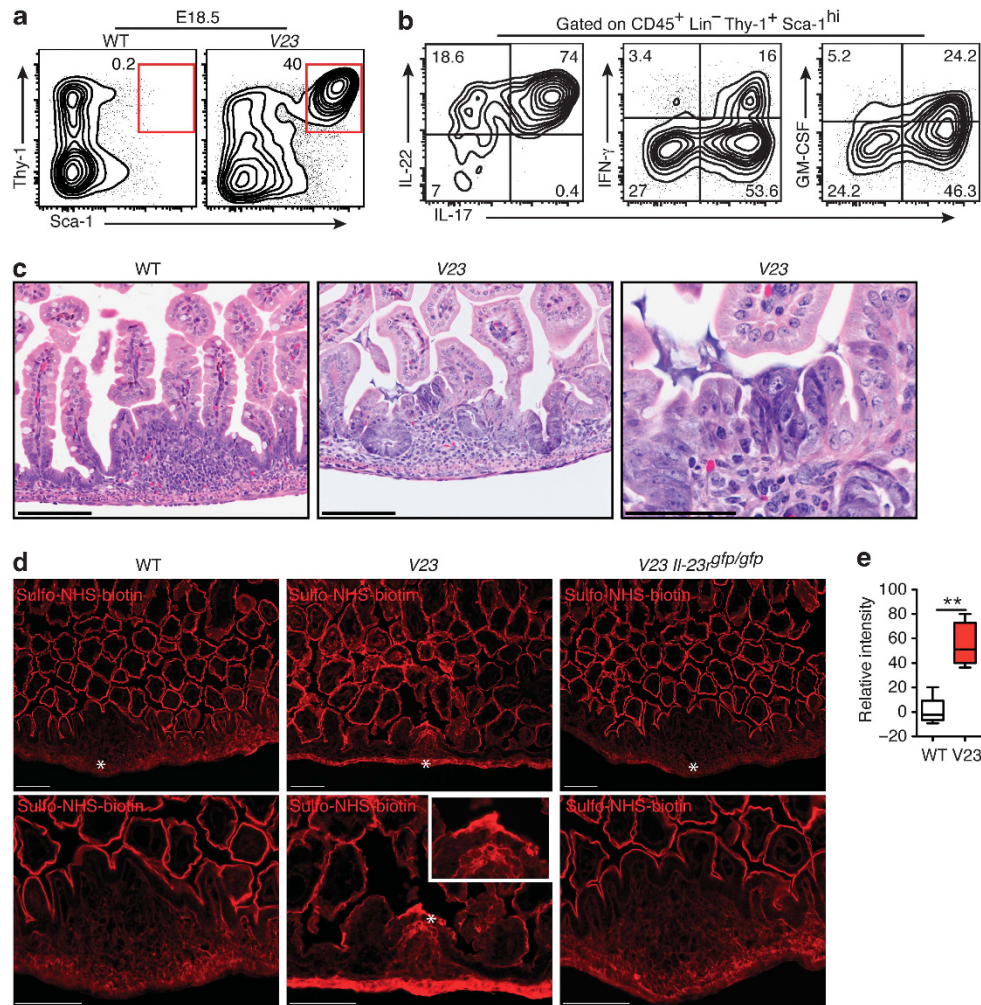 a
E18.5
WT
V23
0.2
40
Thy-1
Sca-1
b
Gated on CD45⁺ Lin⁻ Thy-1⁺ Sca-1ʰⁱ
18.6
74
7
0.4
IL-22
IL-17
3.4
16
27
53.6
IFN-γ
5.2
24.2
24.2
46.3
GM-CSF
c
WT
V23
V23
d
WT
V23
V23 Il-23rᵍᶠᵖ/ᵍᶠᵖ
Sulfo-NHS-biotin
Sulfo-NHS-biotin
Sulfo-NHS-biotin
*
*
*
Sulfo-NHS-biotin
Sulfo-NHS-biotin
Sulfo-NHS-biotin
*
e
**
Relative intensity
100
80
60
40
20
0
−20
WT
V23